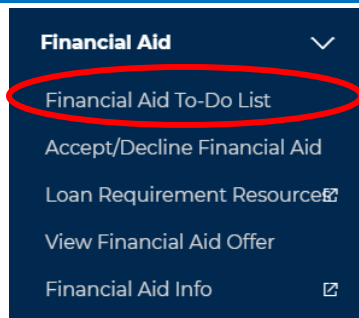 Financial Aid
Financial Aid To-Do List
Accept/Decline Financial Aid
Loan Requirement Resources
View Financial Aid Offer
Financial Aid Info